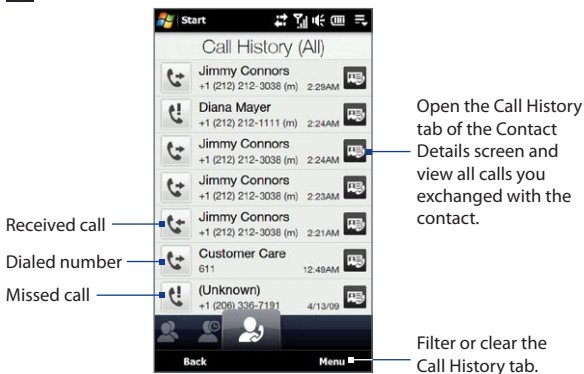 Start
Call History (All)
Jimmy Connors
+1 (212) 212-3038 (m) 2:29AM
Diana Mayer
+1 (212) 212-1111 (m) 2:24AM
Jimmy Connors
+1 (212) 212-3038 (m) 2:24AM
Jimmy Connors
+1 (212) 212-3038 (m) 2:23AM
Jimmy Connors
+1 (212) 212-3038 (m) 2:21AM
Customer Care
611 12:49AM
(Unknown)
+1 (206) 336-7191 4/13/09
Back Menu
Received call
Dialed number
Missed call
Open the Call History
tab of the Contact
Details screen and
view all calls you
exchanged with the
contact.
Filter or clear the
Call History tab.